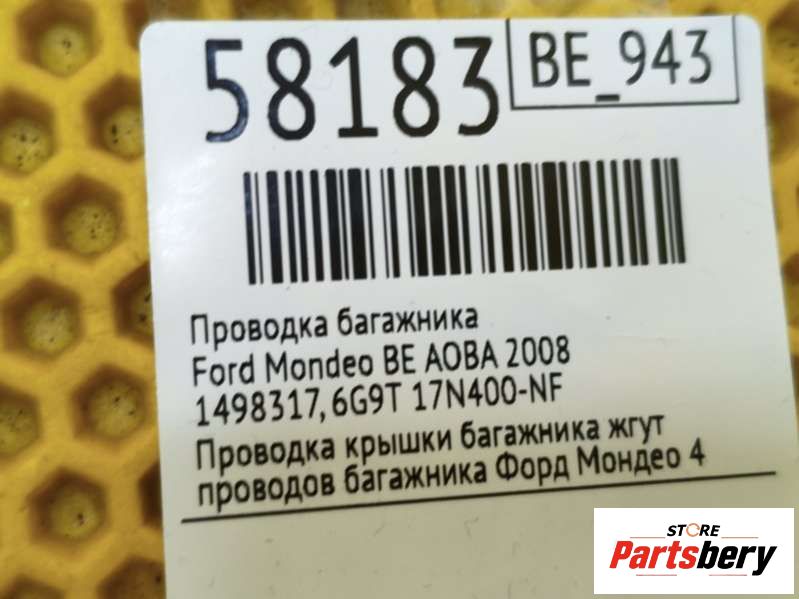 58183
BE_943
Проводка багажника
Ford Mondeo BE AOBA 2008
1498317, 6G9T 17N400-NF
Проводка крышки багажника жгут
проводов багажника Форд Мондео 4
STORE
Partsbery